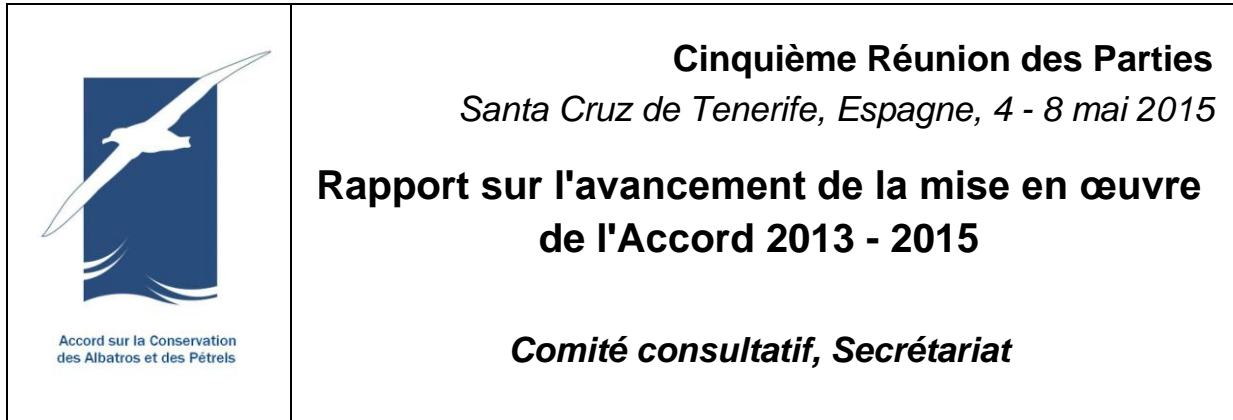 Accord sur la Conservation
des Albatros et des Pétrels
Cinquième Réunion des Parties
Santa Cruz de Tenerife, Espagne, 4 - 8 mai 2015
Rapport sur l'avancement de la mise en œuvre
de l'Accord 2013 - 2015
Comité consultatif, Secrétariat